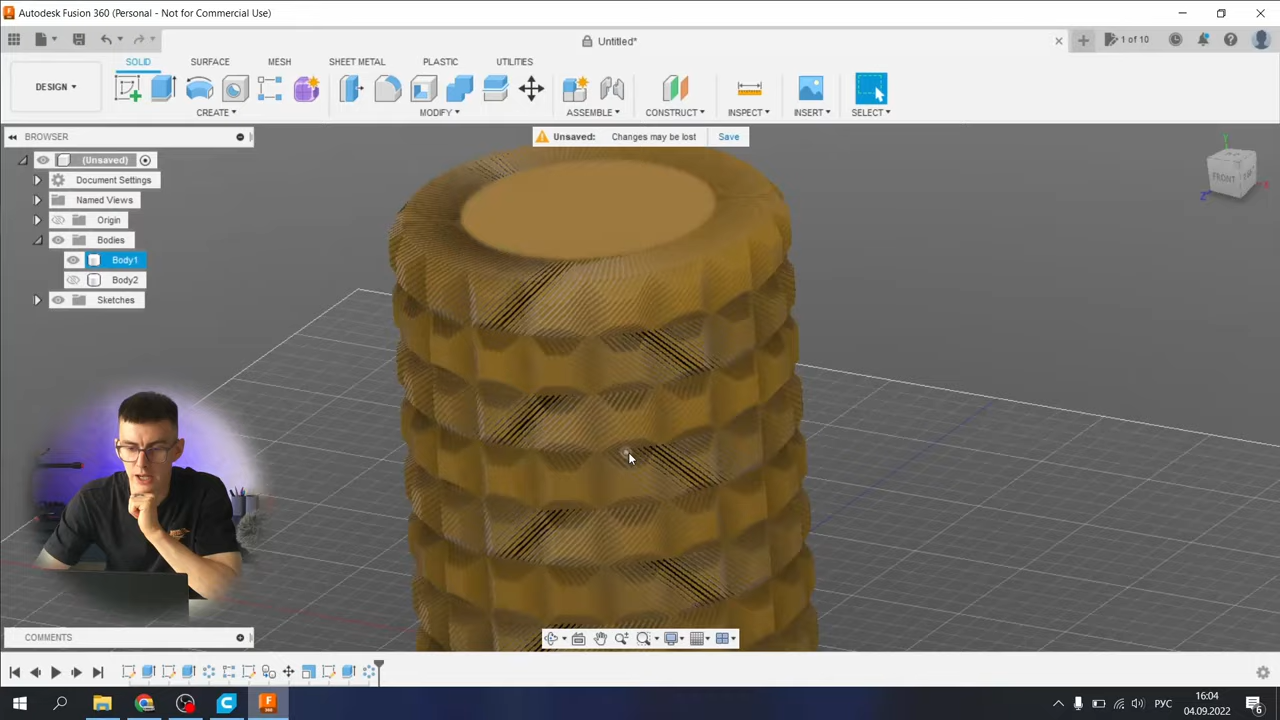 Autodesk Fusion 360 (Personal - Not for Commercial Use)
Untitled*
1 of 10
DESIGN
SOLID
SURFACE
MESH
SHEET METAL
PLASTIC
UTILITIES
CREATE
MODIFY
ASSEMBLE
CONSTRUCT
INSPECT
INSERT
SELECT
BROWSER
Unsaved: Changes may be lost Save
(Unsaved)
Document Settings
Named Views
Origin
Bodies
Body1
Body2
Sketches
FRONT
Y
Z
X
COMMENTS
РУС
16:04
04.09.2022
6